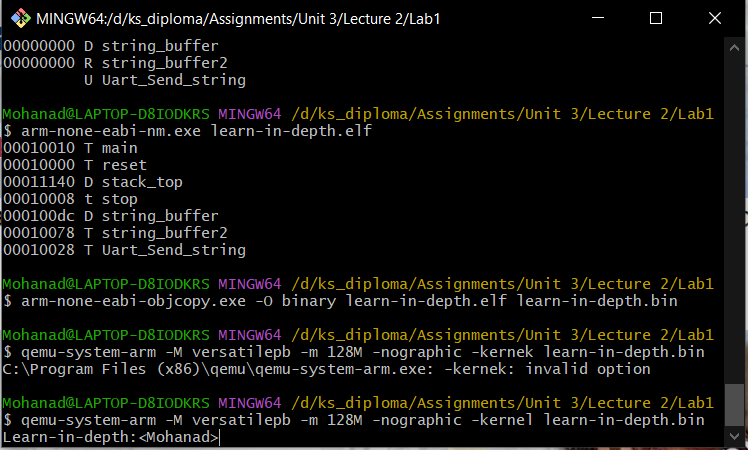 MINGW64:/d/ks_diploma/Assignments/Unit 3/Lecture 2/Lab1
00000000 D string_buffer
00000000 R string_buffer2
         U Uart_Send_string
Mohanad@LAPTOP-D8IODKRS MINGW64 /d/ks_diploma/Assignments/Unit 3/Lecture 2/Lab1
$ arm-none-eabi-nm.exe learn-in-depth.elf
00010010 T main
00010000 T reset
00011140 D stack_top
00010008 t stop
000100dc D string_buffer
00010078 T string_buffer2
00010028 T Uart_Send_string
Mohanad@LAPTOP-D8IODKRS MINGW64 /d/ks_diploma/Assignments/Unit 3/Lecture 2/Lab1
$ arm-none-eabi-objcopy.exe -O binary learn-in-depth.elf learn-in-depth.bin
Mohanad@LAPTOP-D8IODKRS MINGW64 /d/ks_diploma/Assignments/Unit 3/Lecture 2/Lab1
$ qemu-system-arm -M versatilepb -m 128M -nographic -kernek learn-in-depth.bin
C:\Program Files (x86)\qemu\qemu-system-arm.exe: -kernek: invalid option
Mohanad@LAPTOP-D8IODKRS MINGW64 /d/ks_diploma/Assignments/Unit 3/Lecture 2/Lab1
$ qemu-system-arm -M versatilepb -m 128M -nographic -kernel learn-in-depth.bin
Learn-in-depth:<Mohanad>